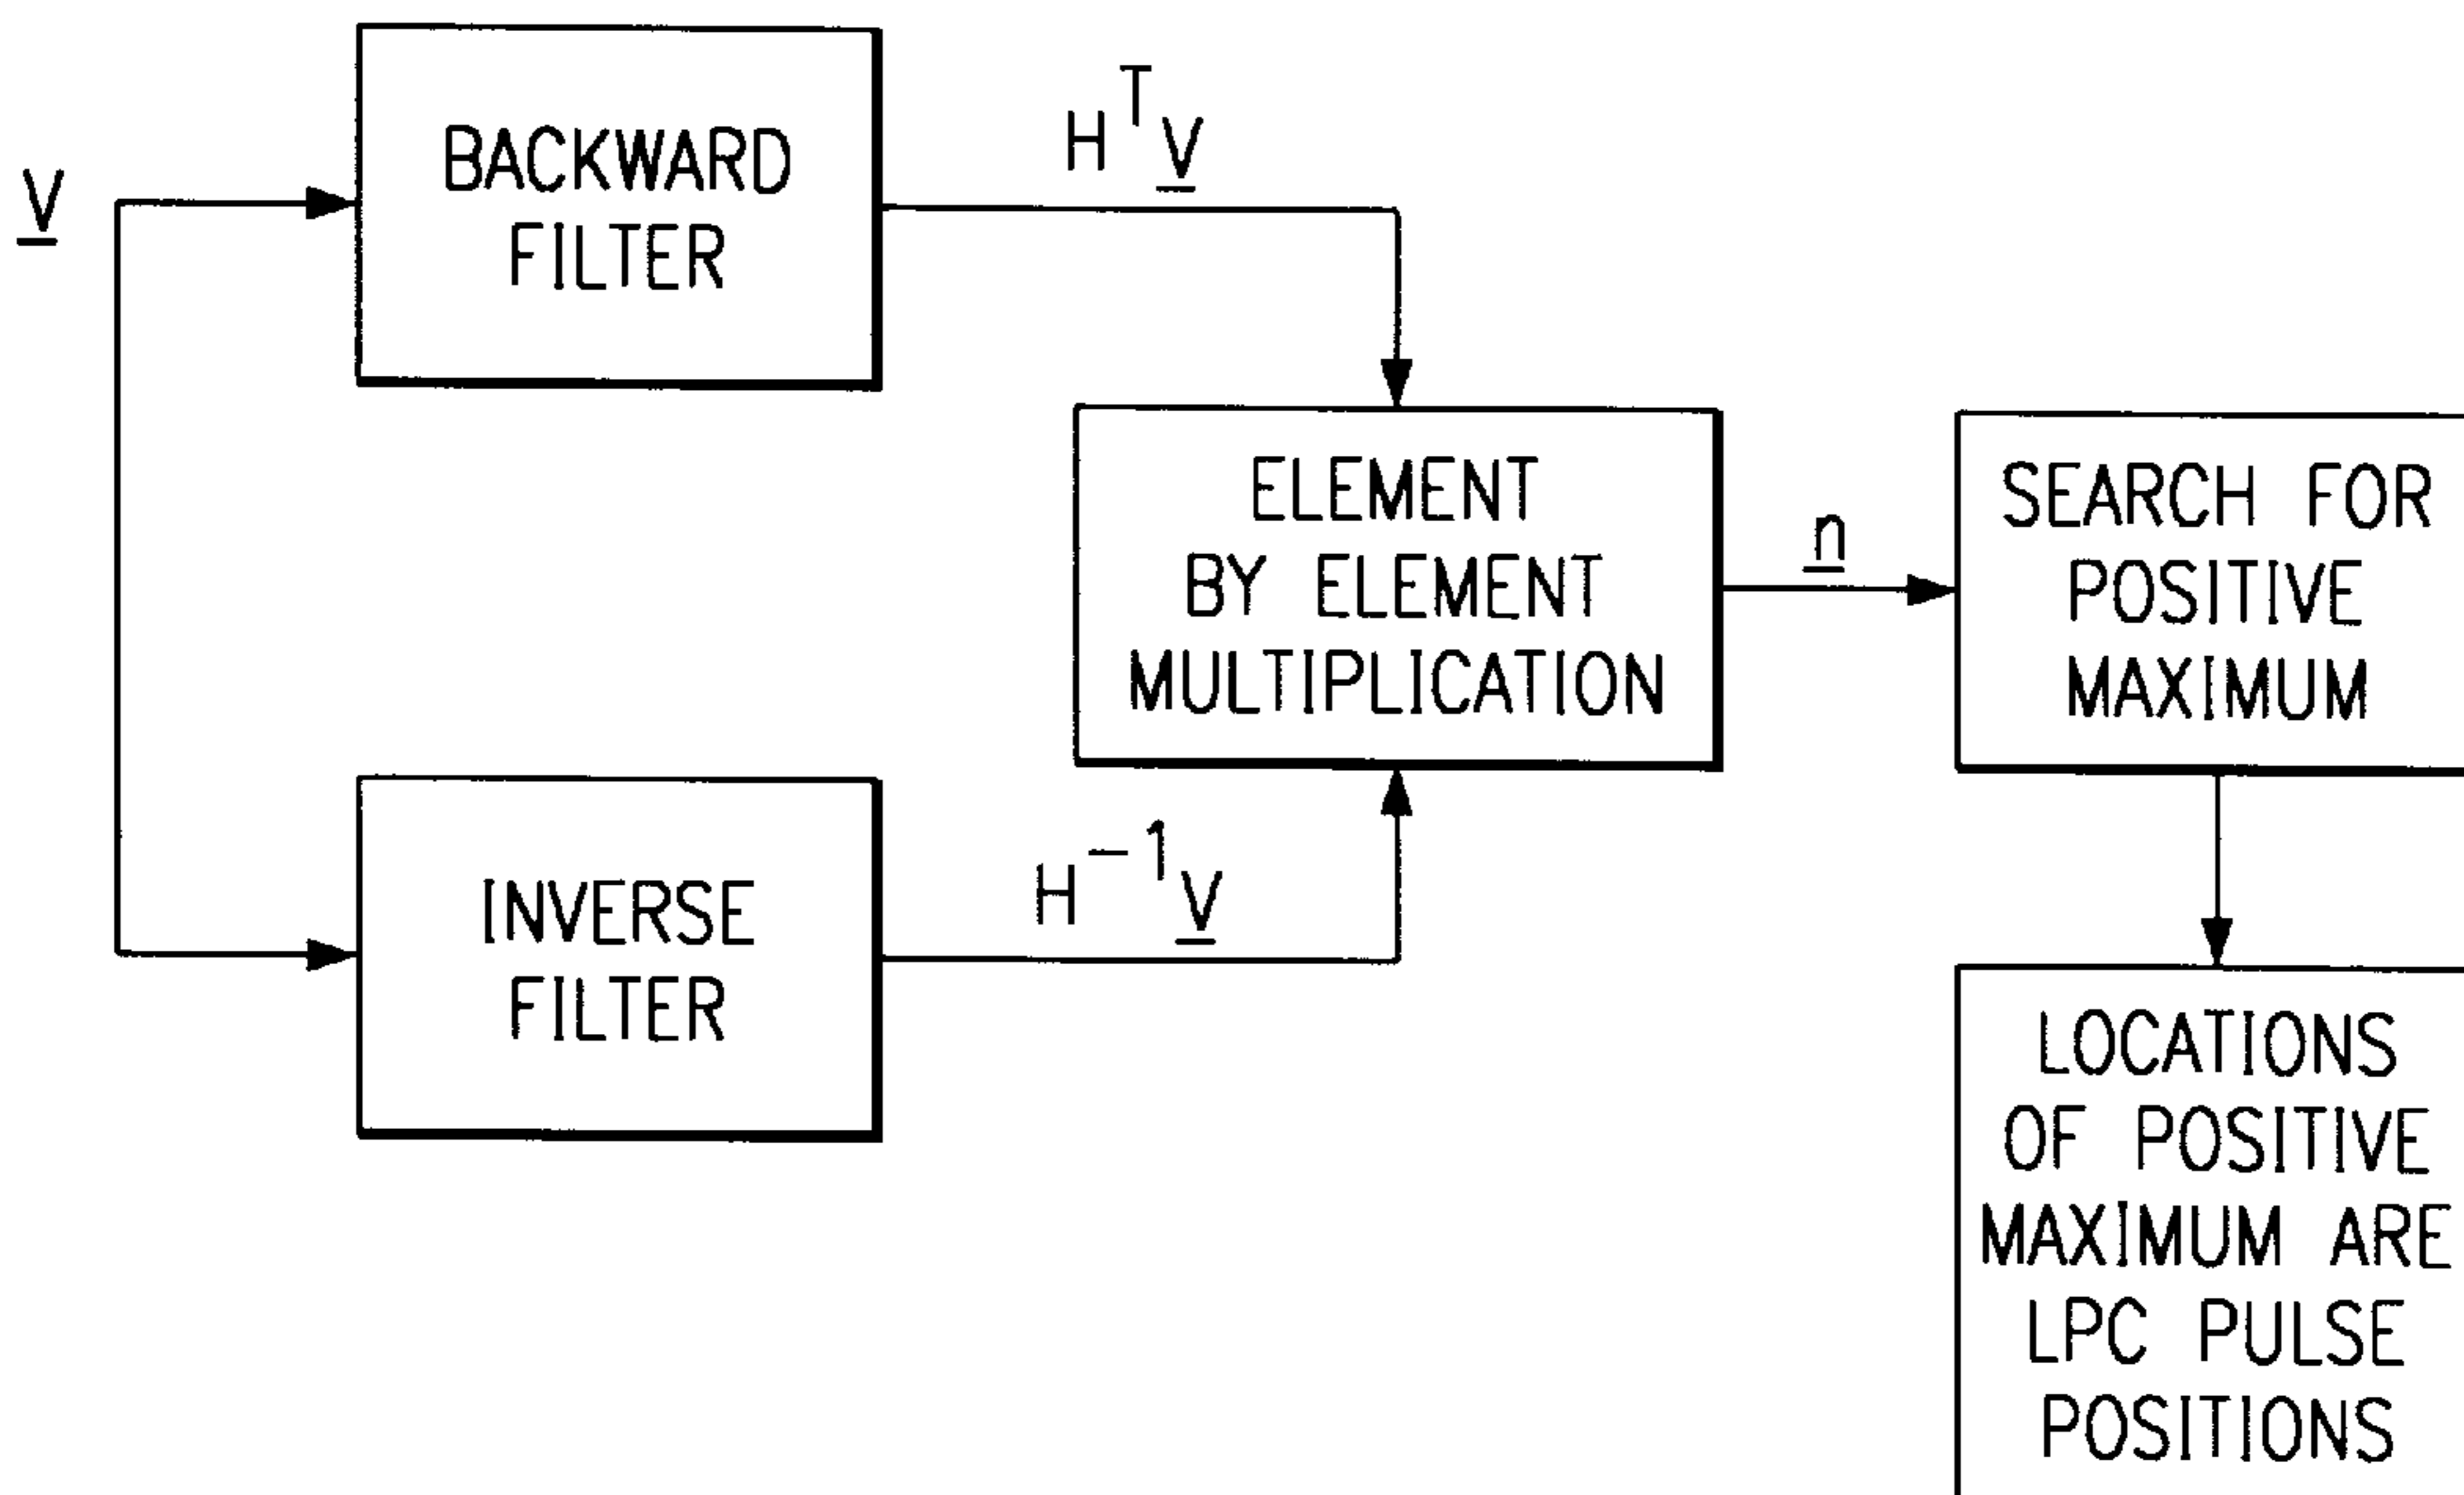 V
BACKWARD
FILTER
H^T V
ELEMENT
BY ELEMENT
MULTIPLICATION
n
SEARCH FOR
POSITIVE
MAXIMUM
INVERSE
FILTER
H^-1 V
LOCATIONS
OF POSITIVE
MAXIMUM ARE
LPC PULSE
POSITIONS